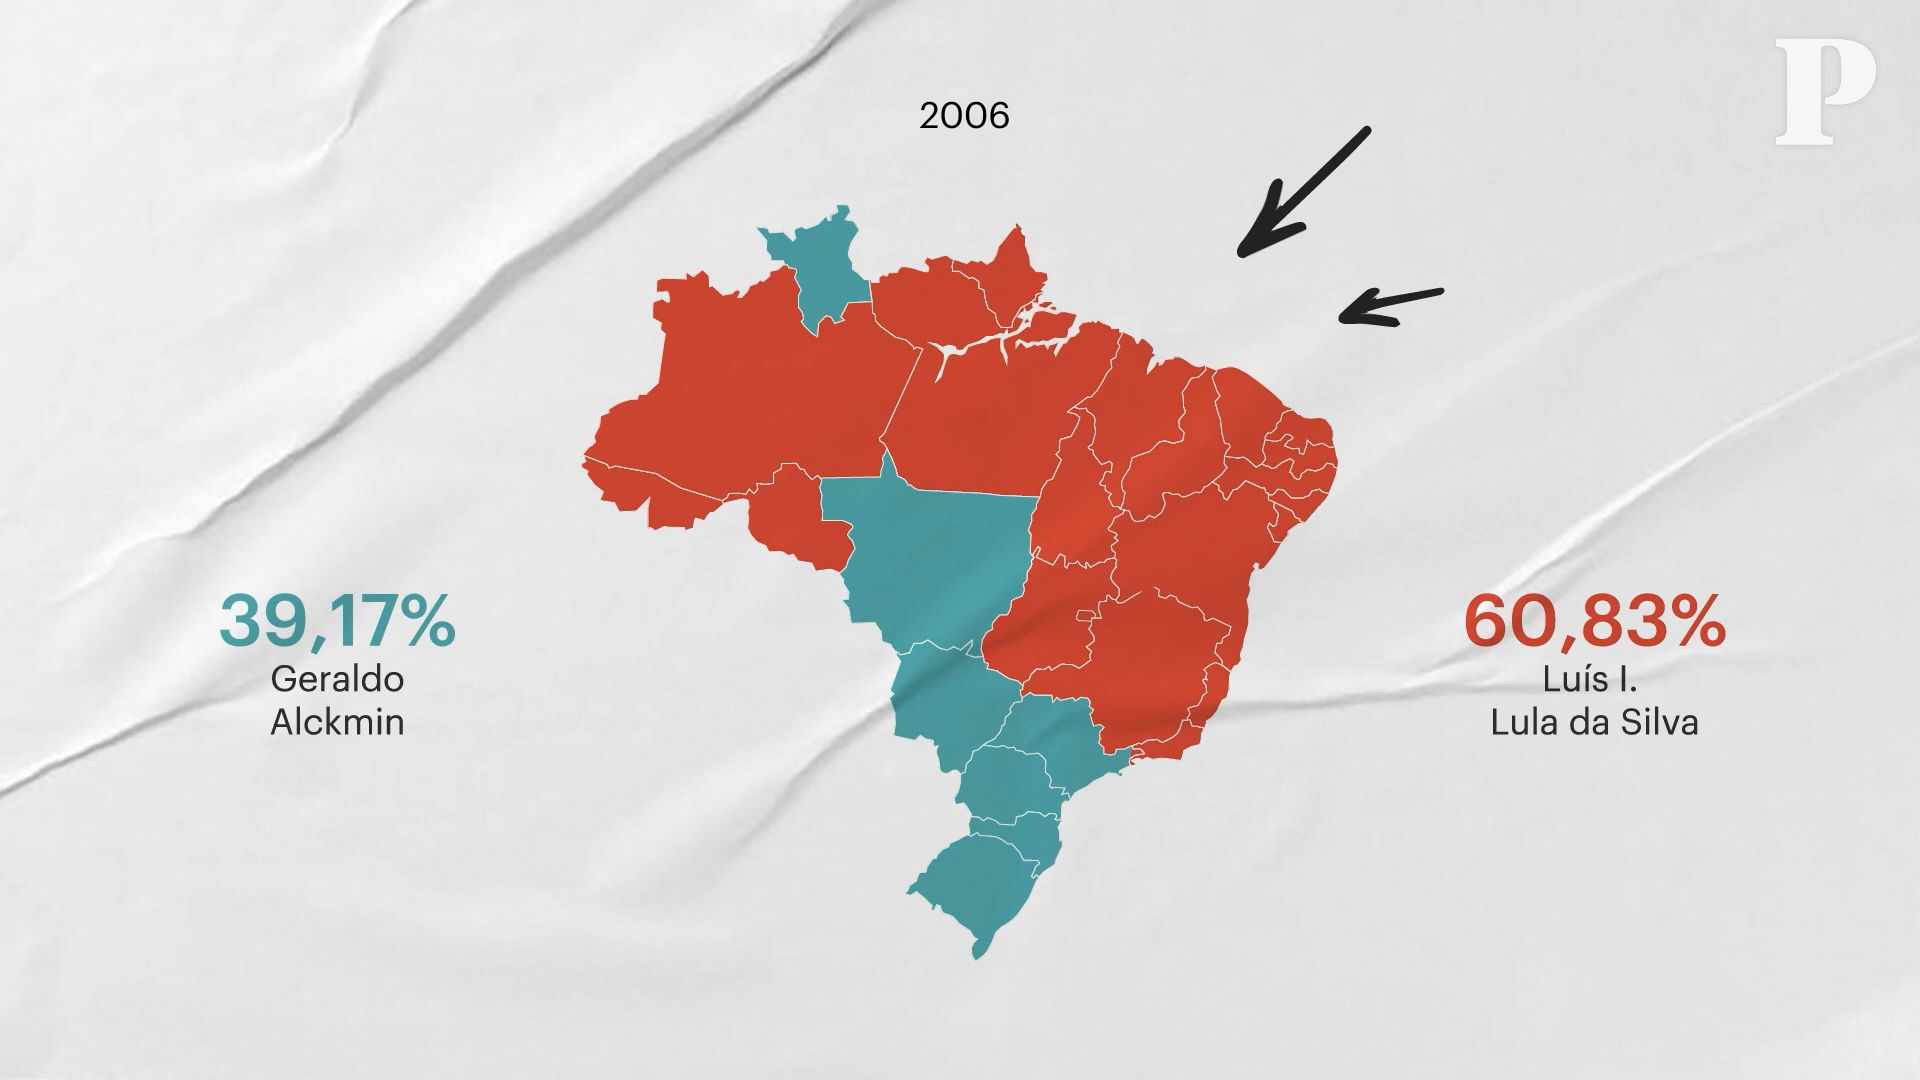 P
2006
39,17%
Geraldo
Alckmin
60,83%
Luís I.
Lula da Silva